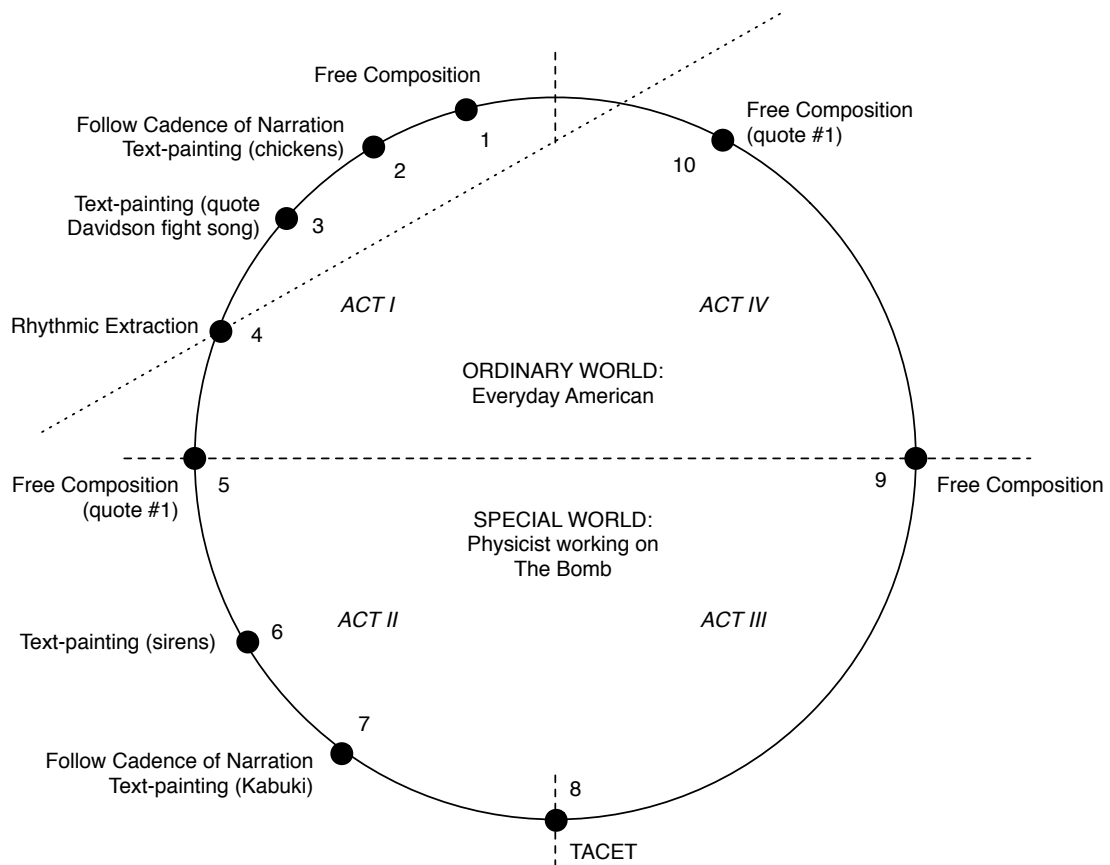 Free Composition
1
Follow Cadence of Narration
Text-painting (chickens)
2
Text-painting (quote
Davidson fight song)
3
Rhythmic Extraction
4
Free Composition
(quote #1)
10
ACT I
ACT IV
ORDINARY WORLD:
Everyday American
Free Composition
(quote #1)
5
9
Free Composition
SPECIAL WORLD:
Physicist working on
The Bomb
ACT II
ACT III
Text-painting (sirens)
6
7
Follow Cadence of Narration
Text-painting (Kabuki)
8
TACET